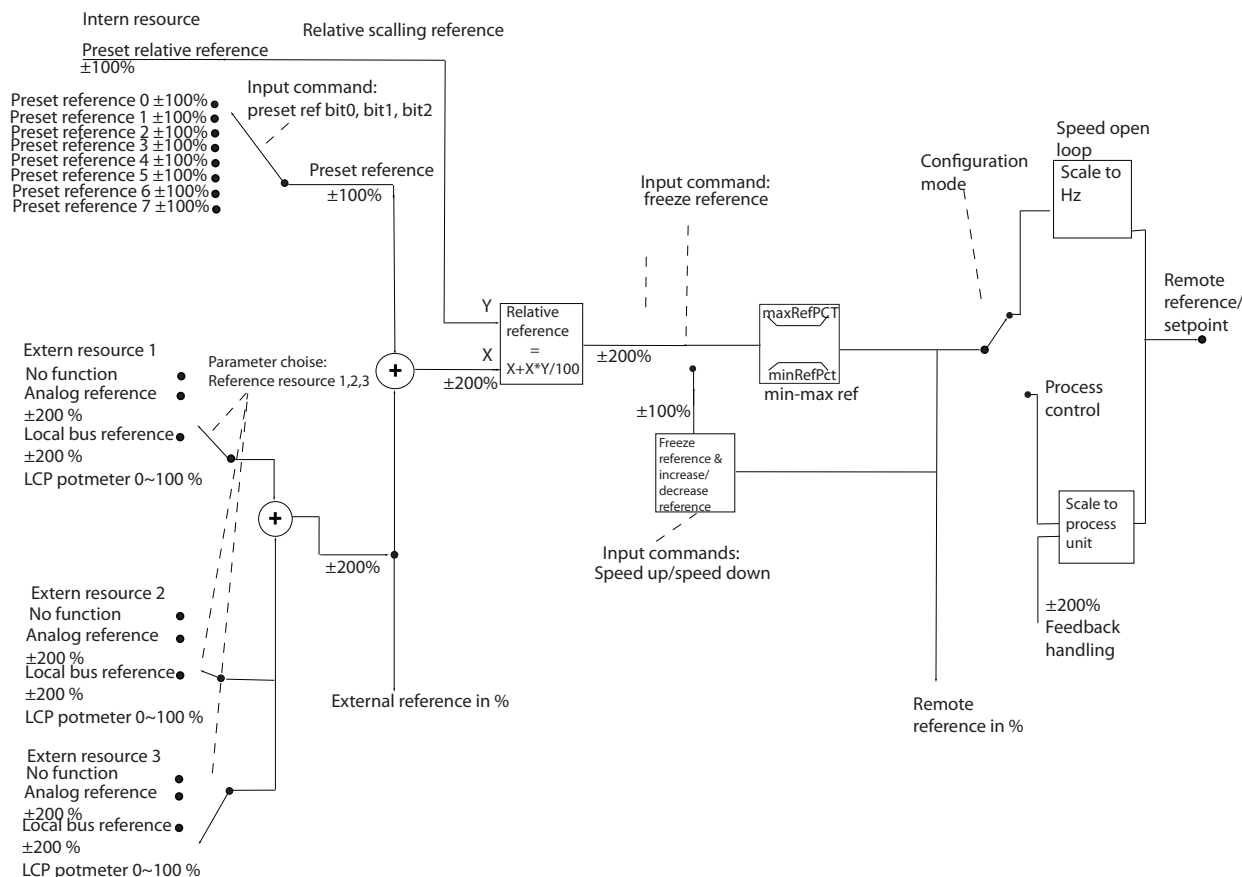 Intern resource
Relative scalling reference
Preset relative reference
±100%
Input command:
preset ref bit0, bit1, bit2
Preset reference 0 ±100%
Preset reference 1 ±100%
Preset reference 2 ±100%
Preset reference 3 ±100%
Preset reference 4 ±100%
Preset reference 5 ±100%
Preset reference 6 ±100%
Preset reference 7 ±100%
Preset reference
±100%
Input command:
freeze reference
Configuration
mode
Speed open
loop
Scale to
Hz
Remote
reference/
setpoint
Y
X
±200%
Relative
reference
=
X+X*Y/100
±200%
maxRefPCT
minRefPct
min-max ref
Extern resource 1
No function
Analog reference
±200 %
Local bus reference
±200 %
LCP potmeter 0~100 %
Parameter choise:
Reference resource 1,2,3
+
+
±200%
±100%
Freeze
reference &
increase/
decrease
reference
Input commands:
Speed up/speed down
Process
control
Scale to
process
unit
±200%
Feedback
handling
Extern resource 2
No function
Analog reference
±200 %
Local bus reference
±200 %
LCP potmeter 0~100 %
External reference in %
Remote
reference in %
Extern resource 3
No function
Analog reference
±200 %
Local bus reference
±200 %
LCP potmeter 0~100 %